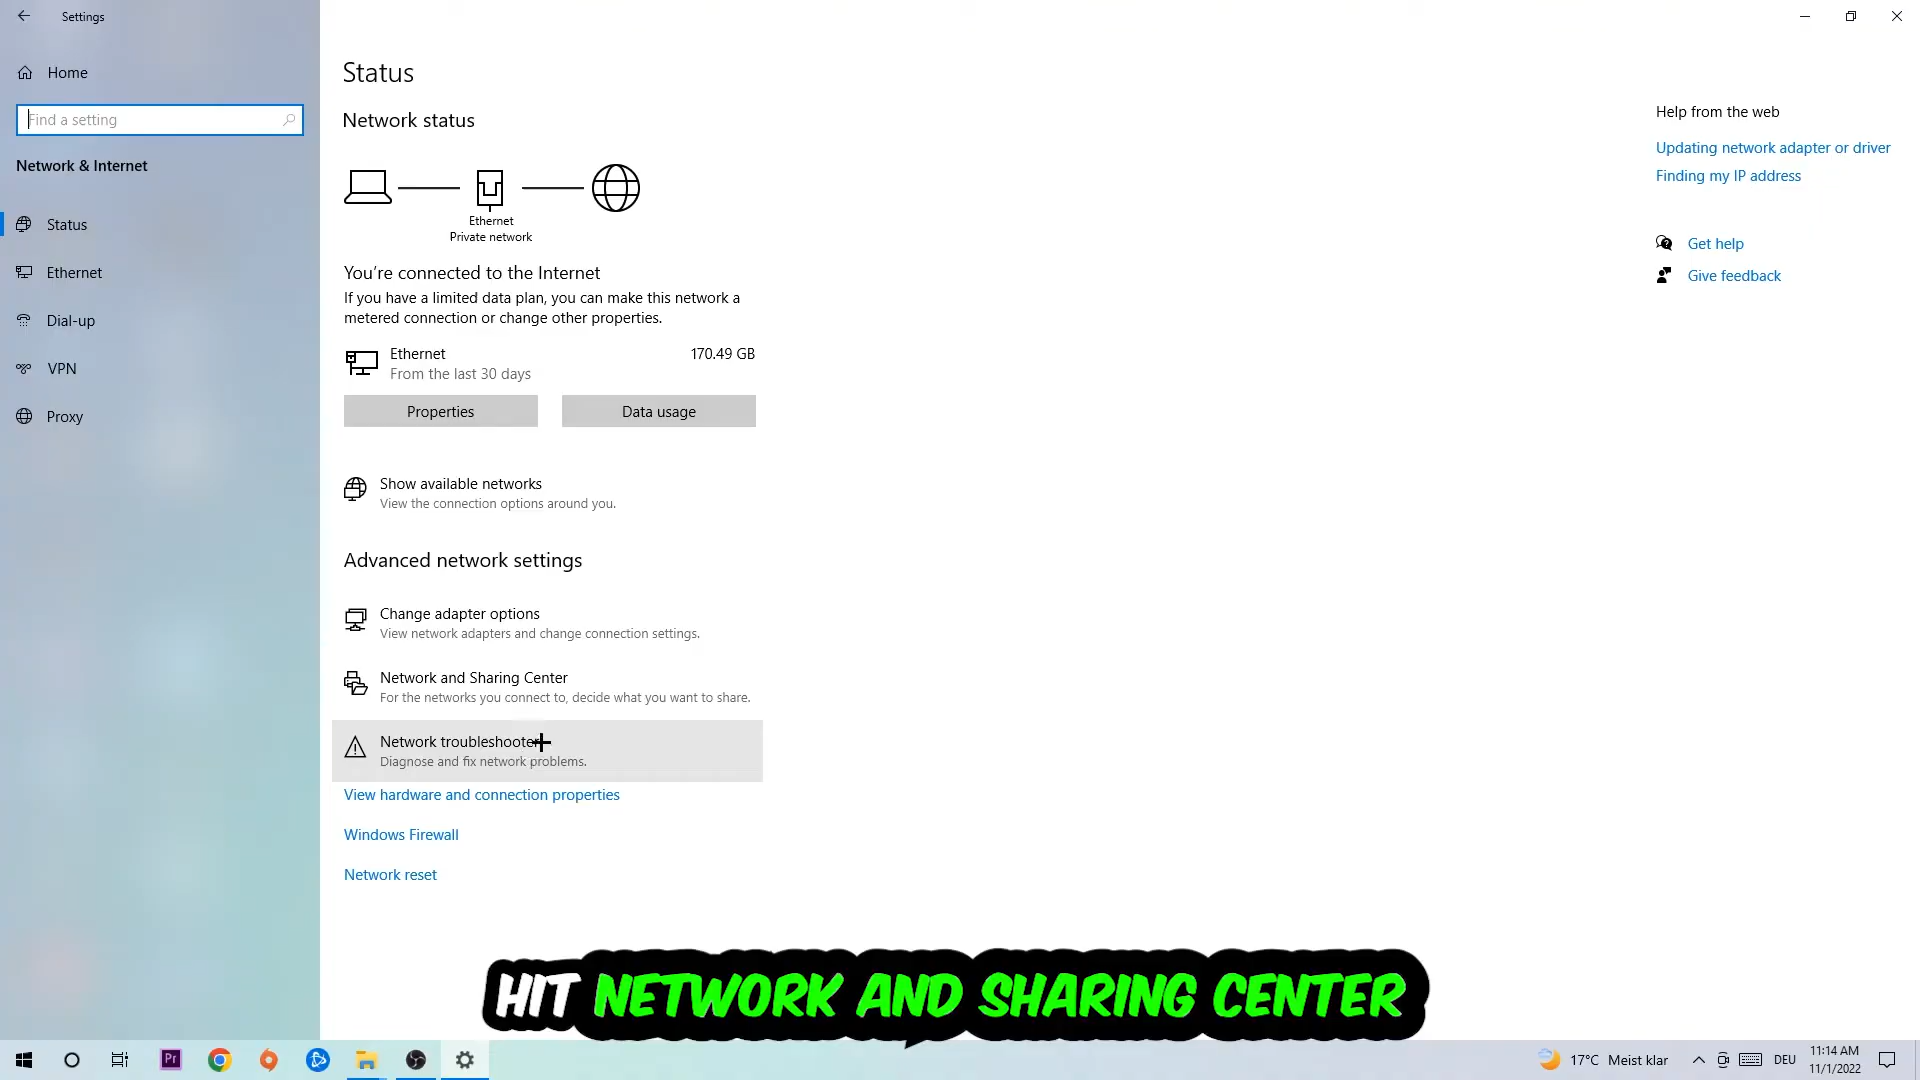 Settings
Home
Find a setting
Network & Internet
Status
Ethernet
Dial-up
VPN
Proxy
Status
Network status
Ethernet
Private network
You're connected to the Internet
If you have a limited data plan, you can make this network a
metered connection or change other properties.
Ethernet 170.49 GB
From the last 30 days
Properties Data usage
Show available networks
View the connection options around you.
Advanced network settings
Change adapter options
View network adapters and change connection settings.
Network and Sharing Center
For the networks you connect to, decide what you want to share.
Network troubleshooter
Diagnose and fix network problems.
View hardware and connection properties
Windows Firewall
Network reset
Help from the web
Updating network adapter or driver
Finding my IP address
Get help
Give feedback
HIT NETWORK AND SHARING CENTER
Pr
17°C Meist klar
DEU
11:14 AM
11/1/2022